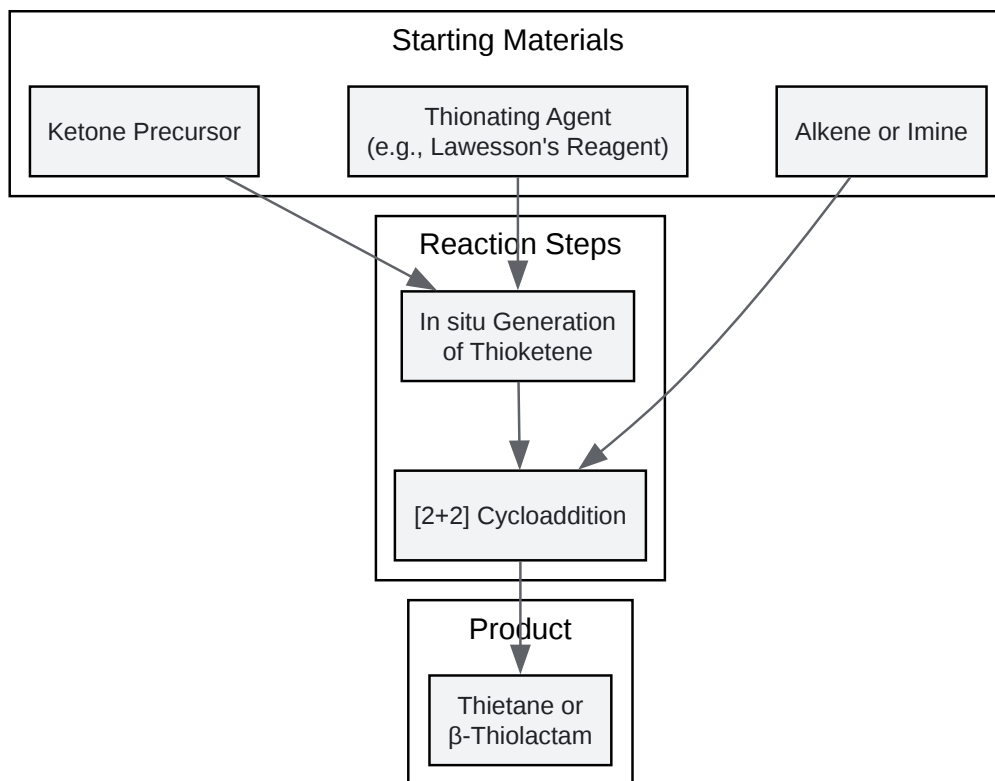 Starting Materials
Ketone Precursor
Thionating Agent
(e.g., Lawesson's Reagent)
Alkene or Imine
Reaction Steps
In situ Generation
of Thioketene
[2+2] Cycloaddition
Product
Thietane or
β-Thiolactam